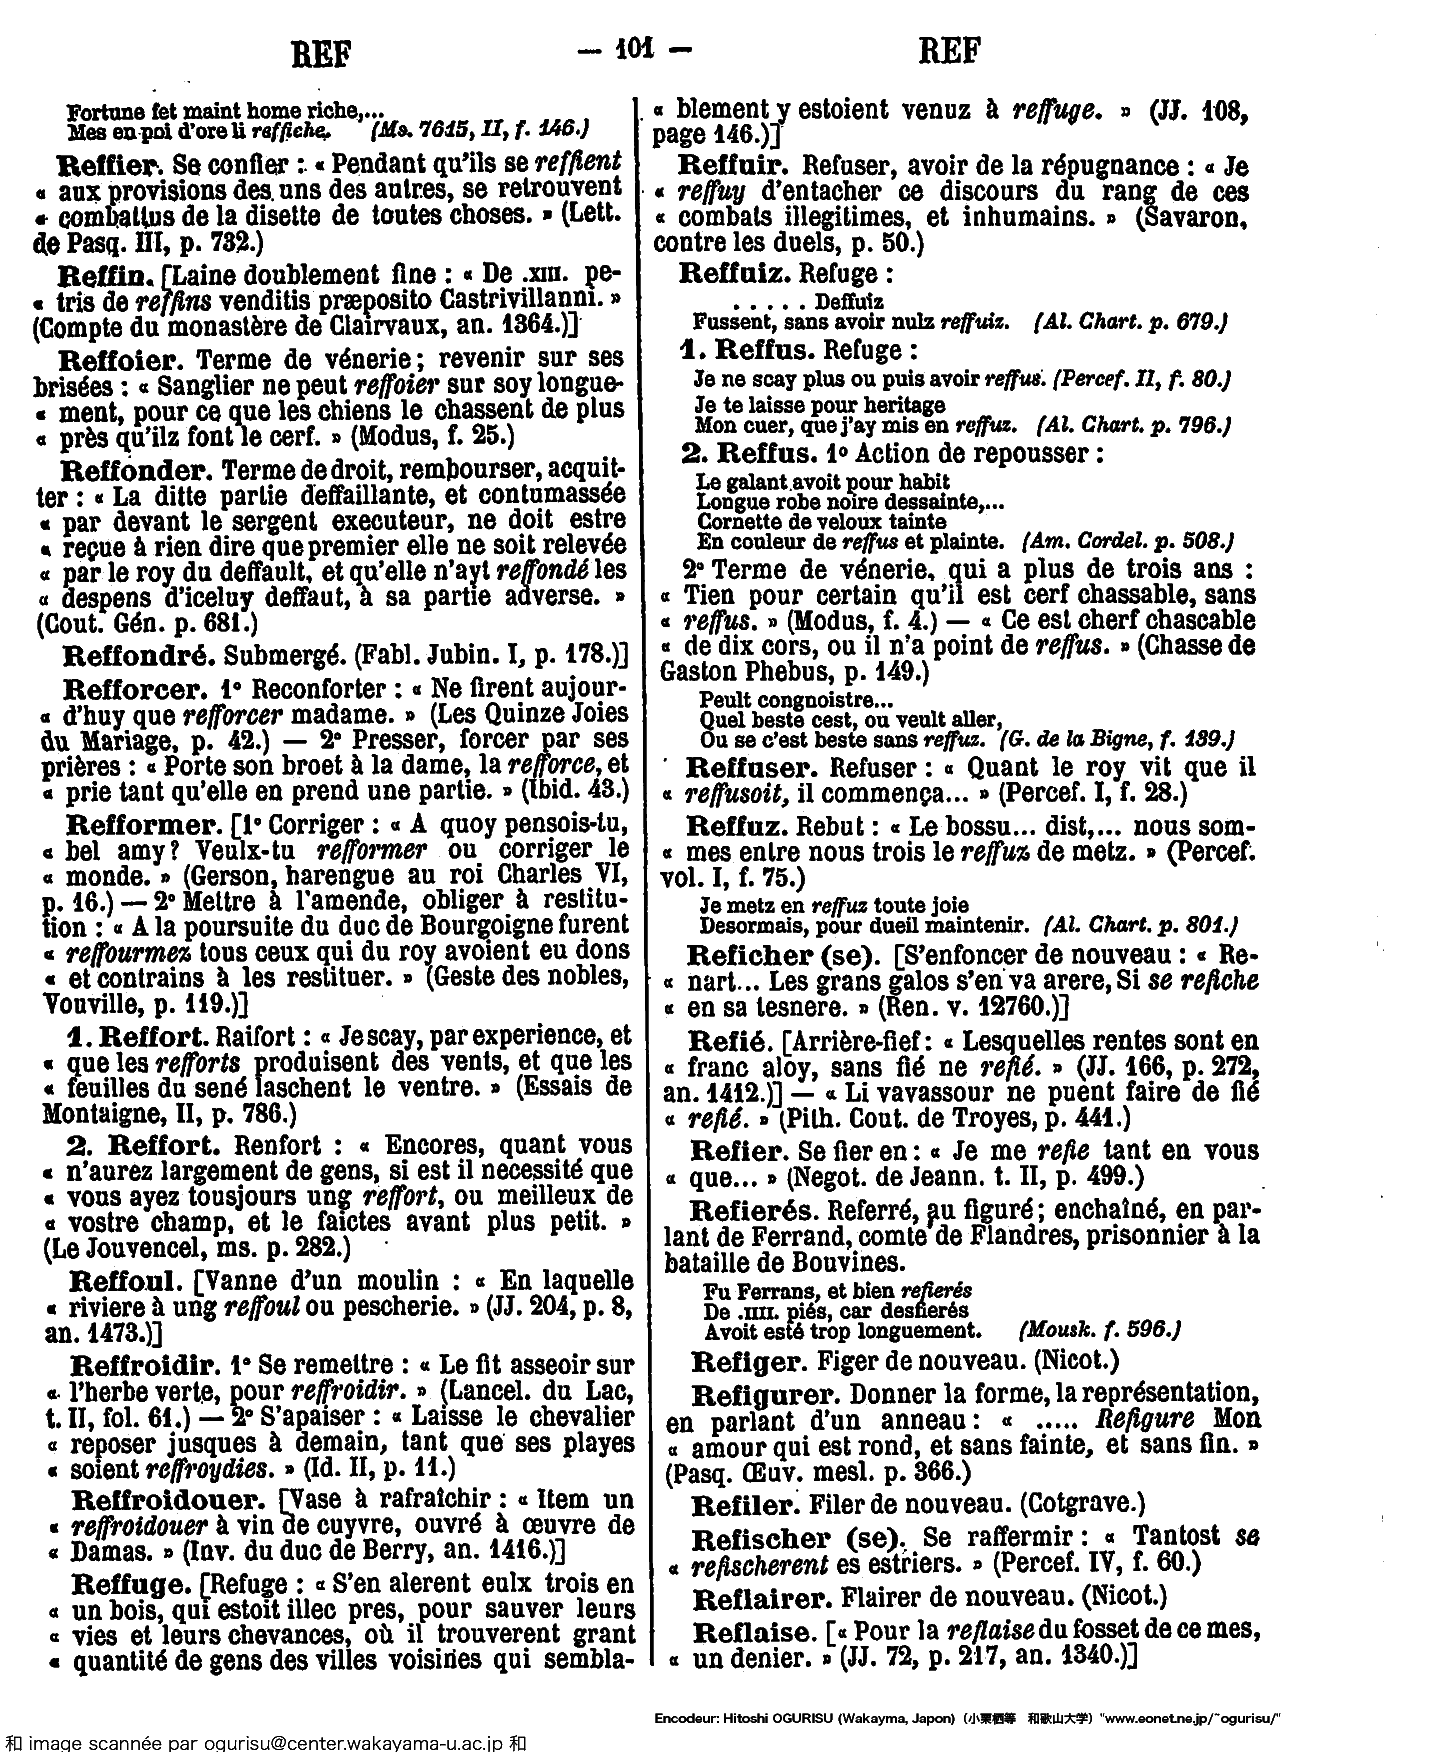 REF — 101 — REF
Fortune fet maint home riche,...
Mes en poi d'ore li reffiche. (Ms. 7615, II, f. 146.)
Reffier. Se confier : « Pendant qu'ils se reffient
« aux provisions des uns des autres, se retrouvent
« combattus de la disette de toutes choses. » (Lett.
de Pasq. III, p. 732.)
Reffin. [Laine doublement fine : « De .XIII. pe-
« tris de reffins venditis præposito Castrivillanni. »
(Compte du monastère de Clairvaux, an. 1364.)]
Reffoier. Terme de vénerie ; revenir sur ses
brisées : « Sanglier ne peut reffoier sur soy longue-
« ment, pour ce que les chiens le chassent de plus
« près qu'ilz font le cerf. » (Modus, f. 25.)
Reffonder. Terme de droit, rembourser, acquit-
ter : « La ditte partie deffaillante, et contumassée
« par devant le sergent executeur, ne doit estre
« reçue à rien dire que premier elle ne soit relevée
« par le roy du deffault, et qu'elle n'ayt reffondé les
« despens d'iceluy deffaut, à sa partie adverse. »
(Cout. Gén. p. 681.)
Reffondré. Submergé. (Fabl. Jubin. I, p. 178.)]
Refforcer. 1° Reconforter : « Ne firent aujour-
« d'huy que refforcer madame. » (Les Quinze Joies
du Mariage, p. 42.) — 2° Presser, forcer par ses
prières : « Porte son broet à la dame, la refforce, et
« prie tant qu'elle en prend une partie. » (Ibid. 43.)
Refformer. [1° Corriger : « A quoy pensois-tu,
« bel amy ? Veulx-tu refformer ou corriger le
« monde. » (Gerson, harengue au roi Charles VI,
p. 16.) — 2° Mettre à l'amende, obliger à restitu-
tion : « A la poursuite du duc de Bourgoigne furent
« reffourmez tous ceux qui du roy avoient eu dons
« et contrains à les restituer. » (Geste des nobles,
Vouville, p. 119.)]
1. Reffort. Raifort : « Je scay, par experience, et
« que les refforts produisent des vents, et que les
« feuilles du sené laschent le ventre. » (Essais de
Montaigne, II, p. 786.)
2. Reffort. Renfort : « Encores, quant vous
« n'aurez largement de gens, si est il necessité que
« vous ayez tousjours ung reffort, ou meilleux de
« vostre champ, et le faictes avant plus petit. »
(Le Jouvencel, ms. p. 282.)
Reffoul. [Vanne d'un moulin : « En laquelle
« riviere à ung reffoul ou pescherie. » (JJ. 204, p. 8,
an. 1473.)]
Reffroidir. 1° Se remettre : « Le fit asseoir sur
« l'herbe verte, pour reffroidir. » (Lancel. du Lac,
t. II, fol. 61.) — 2° S'apaiser : « Laisse le chevalier
« reposer jusques à demain, tant que ses playes
« soient reffroydies. » (Id. II, p. 11.)
Reffroidouer. [Vase à rafraîchir : « Item un
« reffroidouer à vin de cuyvre, ouvré à œuvre de
« Damas. » (Inv. du duc de Berry, an. 1416.)]
Reffuge. [Refuge : « S'en alerent eulx trois en
« un bois, qui estoit illec pres, pour sauver leurs
« vies et leurs chevances, où il trouverent grant
« quantité de gens des villes voisines qui sembla-
« blement y estoient venuz à reffuge. » (JJ. 108,
page 146.)]
Reffuir. Refuser, avoir de la répugnance : « Je
« reffuy d'entacher ce discours du rang de ces
« combats illegitimes, et inhumains. » (Savaron,
contre les duels, p. 50.)
Reffuiz. Refuge :
. . . . . Deffuiz
Fussent, sans avoir nulz reffuiz. (Al. Chart. p. 679.)
1. Reffus. Refuge :
Je ne scay plus ou puis avoir reffus. (Percef. II, f. 80.)
Je te laisse pour heritage
Mon cuer, que j'ay mis en reffuz. (Al. Chart. p. 796.)
2. Reffus. 1° Action de repousser :
Le galant avoit pour habit
Longue robe noire dessainte,...
Cornette de veloux tainte
En couleur de reffus et plainte. (Am. Cordel. p. 508.)
2° Terme de vénerie, qui a plus de trois ans :
« Tien pour certain qu'il est cerf chassable, sans
« reffus. » (Modus, f. 4.) — « Ce est cherf chascable
« de dix cors, ou il n'a point de reffus. » (Chasse de
Gaston Phebus, p. 149.)
Peult congnoistre...
Quel beste cest, ou veult aller,
Ou se c'est beste sans reffuz. (G. de la Bigne, f. 139.)
Reffuser. Refuser : « Quant le roy vit que il
« reffusoit, il commença... » (Percef. I, f. 28.)
Reffuz. Rebut : « Le bossu... dist,... nous som-
« mes entre nous trois le reffuz de metz. » (Percef.
vol. I, f. 75.)
Je metz en reffuz toute joie
Desormais, pour dueil maintenir. (Al. Chart. p. 801.)
Reficher (se). [S'enfoncer de nouveau : « Re-
« nart... Les grans galos s'en va arere, Si se refiche
« en sa tesnere. » (Ren. v. 12760.)]
Refié. [Arrière-fief : « Lesquelles rentes sont en
« franc aloy, sans fié ne refié. » (JJ. 166, p. 272,
an. 1412.)] — « Li vavassour ne puent faire de fié
« refié. » (Pith. Cout. de Troyes, p. 441.)
Refier. Se fier en : « Je me refie tant en vous
« que... » (Negot. de Jeann. t. II, p. 499.)
Refierés. Referré, au figuré ; enchaîné, en par-
lant de Ferrand, comte de Flandres, prisonnier à la
bataille de Bouvines.
Fu Ferrans, et bien refierés
De .IIII. piés, car desfierés
Avoit esté trop longuement. (Mousk. f. 596.)
Refiger. Figer de nouveau. (Nicot.)
Refigurer. Donner la forme, la représentation,
en parlant d'un anneau : « ..... Refigure Mon
« amour qui est rond, et sans fainte, et sans fin. »
(Pasq. Œuv. mesl. p. 366.)
Refiler. Filer de nouveau. (Cotgrave.)
Refischer (se). Se raffermir : « Tantost se
« refischerent es estriers. » (Percef. IV, f. 60.)
Reflairer. Flairer de nouveau. (Nicot.)
Reflaise. [« Pour la reflaise du fosset de ce mes,
« un denier. » (JJ. 72, p. 217, an. 1340.)]
Encodeur: Hitoshi OGURISU (Wakayma, Japon)（小栗栖等　和歌山大学）"www.eonet.ne.jp/~ogurisu/"
和 image scannée par ogurisu@center.wakayama-u.ac.jp 和